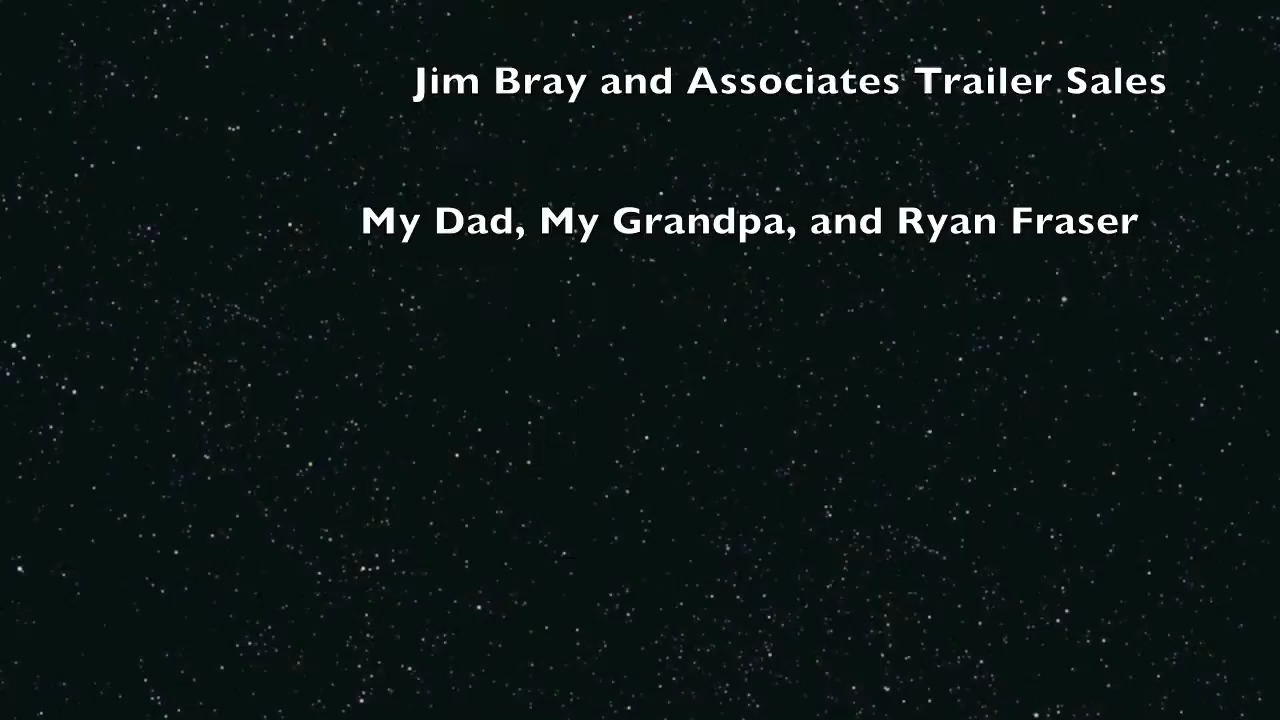 Jim Bray and Associates Trailer Sales
My Dad, My Grandpa, and Ryan Fraser